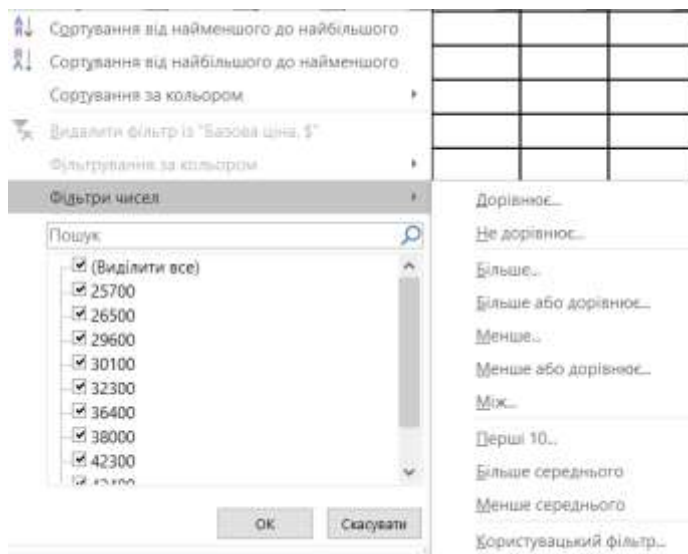 Сортування від найменшого до найбільшого
Сортування від найбільшого до найменшого
Сортування за кольором
Видалити фільтр із "Базова ціна, $"
Фільтрування за кольором
Фільтри чисел
Пошук
(Виділити все)
25700
26500
29600
30100
32300
36400
38000
42300
OK
Скасувати
Дорівнює...
Не дорівнює...
Більше...
Більше або дорівнює...
Менше...
Менше або дорівнює...
Між...
Перші 10...
Більше середнього
Менше середнього
Користувацький фільтр...